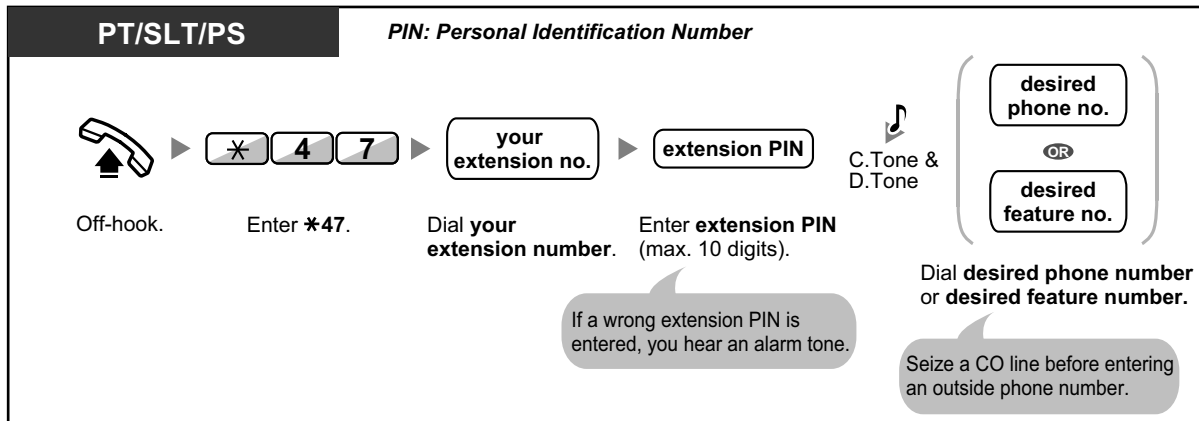 PT/SLT/PS
PIN: Personal Identification Number
* 4 7
your
extension no.
extension PIN
C.Tone &
D.Tone
desired
phone no.
OR
desired
feature no.
Off-hook.
Enter *47.
Dial your
extension number.
Enter extension PIN
(max. 10 digits).
If a wrong extension PIN is
entered, you hear an alarm tone.
Dial desired phone number
or desired feature number.
Seize a CO line before entering
an outside phone number.